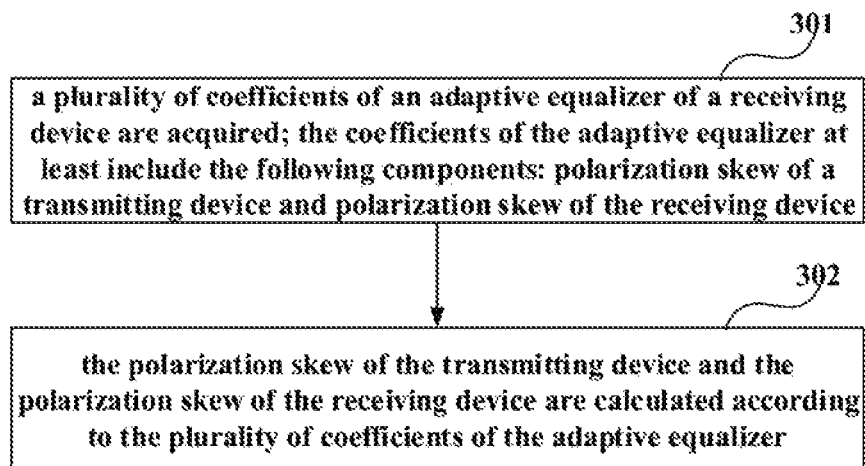 301
a plurality of coefficients of an adaptive equalizer of a receiving
device are acquired; the coefficients of the adaptive equalizer at
least include the following components: polarization skew of a
transmitting device and polarization skew of the receiving device
302
the polarization skew of the transmitting device and the
polarization skew of the receiving device are calculated according
to the plurality of coefficients of the adaptive equalizer